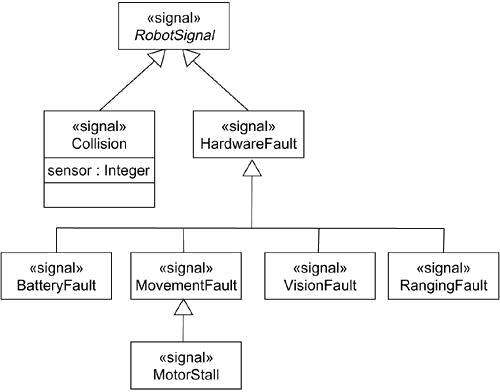 «signal»
RobotSignal
«signal»
Collision
sensor : Integer
«signal»
HardwareFault
«signal»
BatteryFault
«signal»
MovementFault
«signal»
VisionFault
«signal»
RangingFault
«signal»
MotorStall